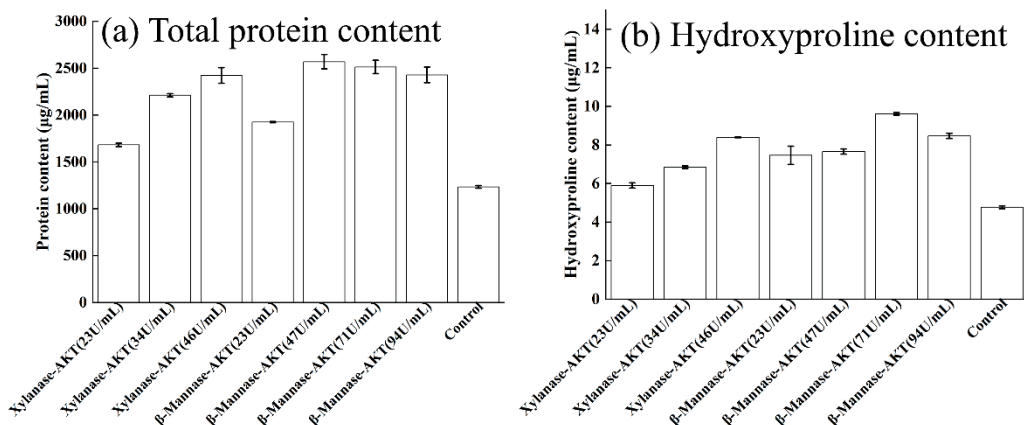 (a) Total protein content
Protein content (μg/mL)
3000
2500
2000
1500
1000
500
0
Xylanase-AKT(23U/mL)
Xylanase-AKT(34U/mL)
Xylanase-AKT(46U/mL)
β-Mannase-AKT(23U/mL)
β-Mannase-AKT(47U/mL)
β-Mannase-AKT(71U/mL)
β-Mannase-AKT(94U/mL)
Control
(b) Hydroxyproline content
Hydroxyproline content (μg/mL)
14
12
10
8
6
4
2
0
Xylanase-AKT(23U/mL)
Xylanase-AKT(34U/mL)
Xylanase-AKT(46U/mL)
β-Mannase-AKT(23U/mL)
β-Mannase-AKT(47U/mL)
β-Mannase-AKT(71U/mL)
β-Mannase-AKT(94U/mL)
Control